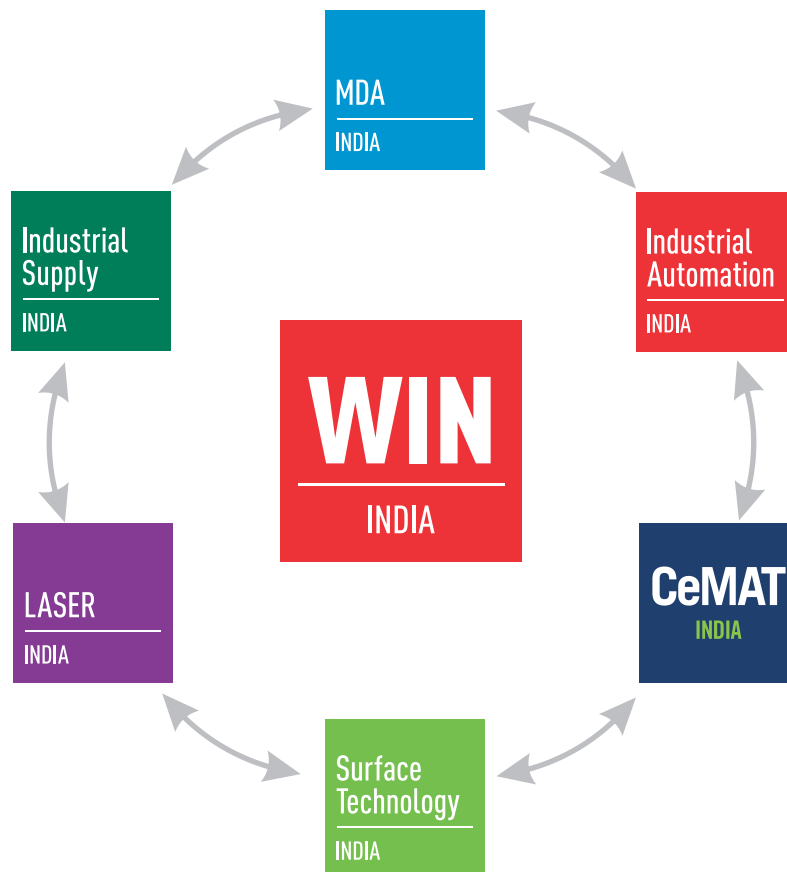 MDA
INDIA
Industrial
Supply
INDIA
Industrial
Automation
INDIA
WIN
INDIA
LASER
INDIA
CeMAT
INDIA
Surface
Technology
INDIA